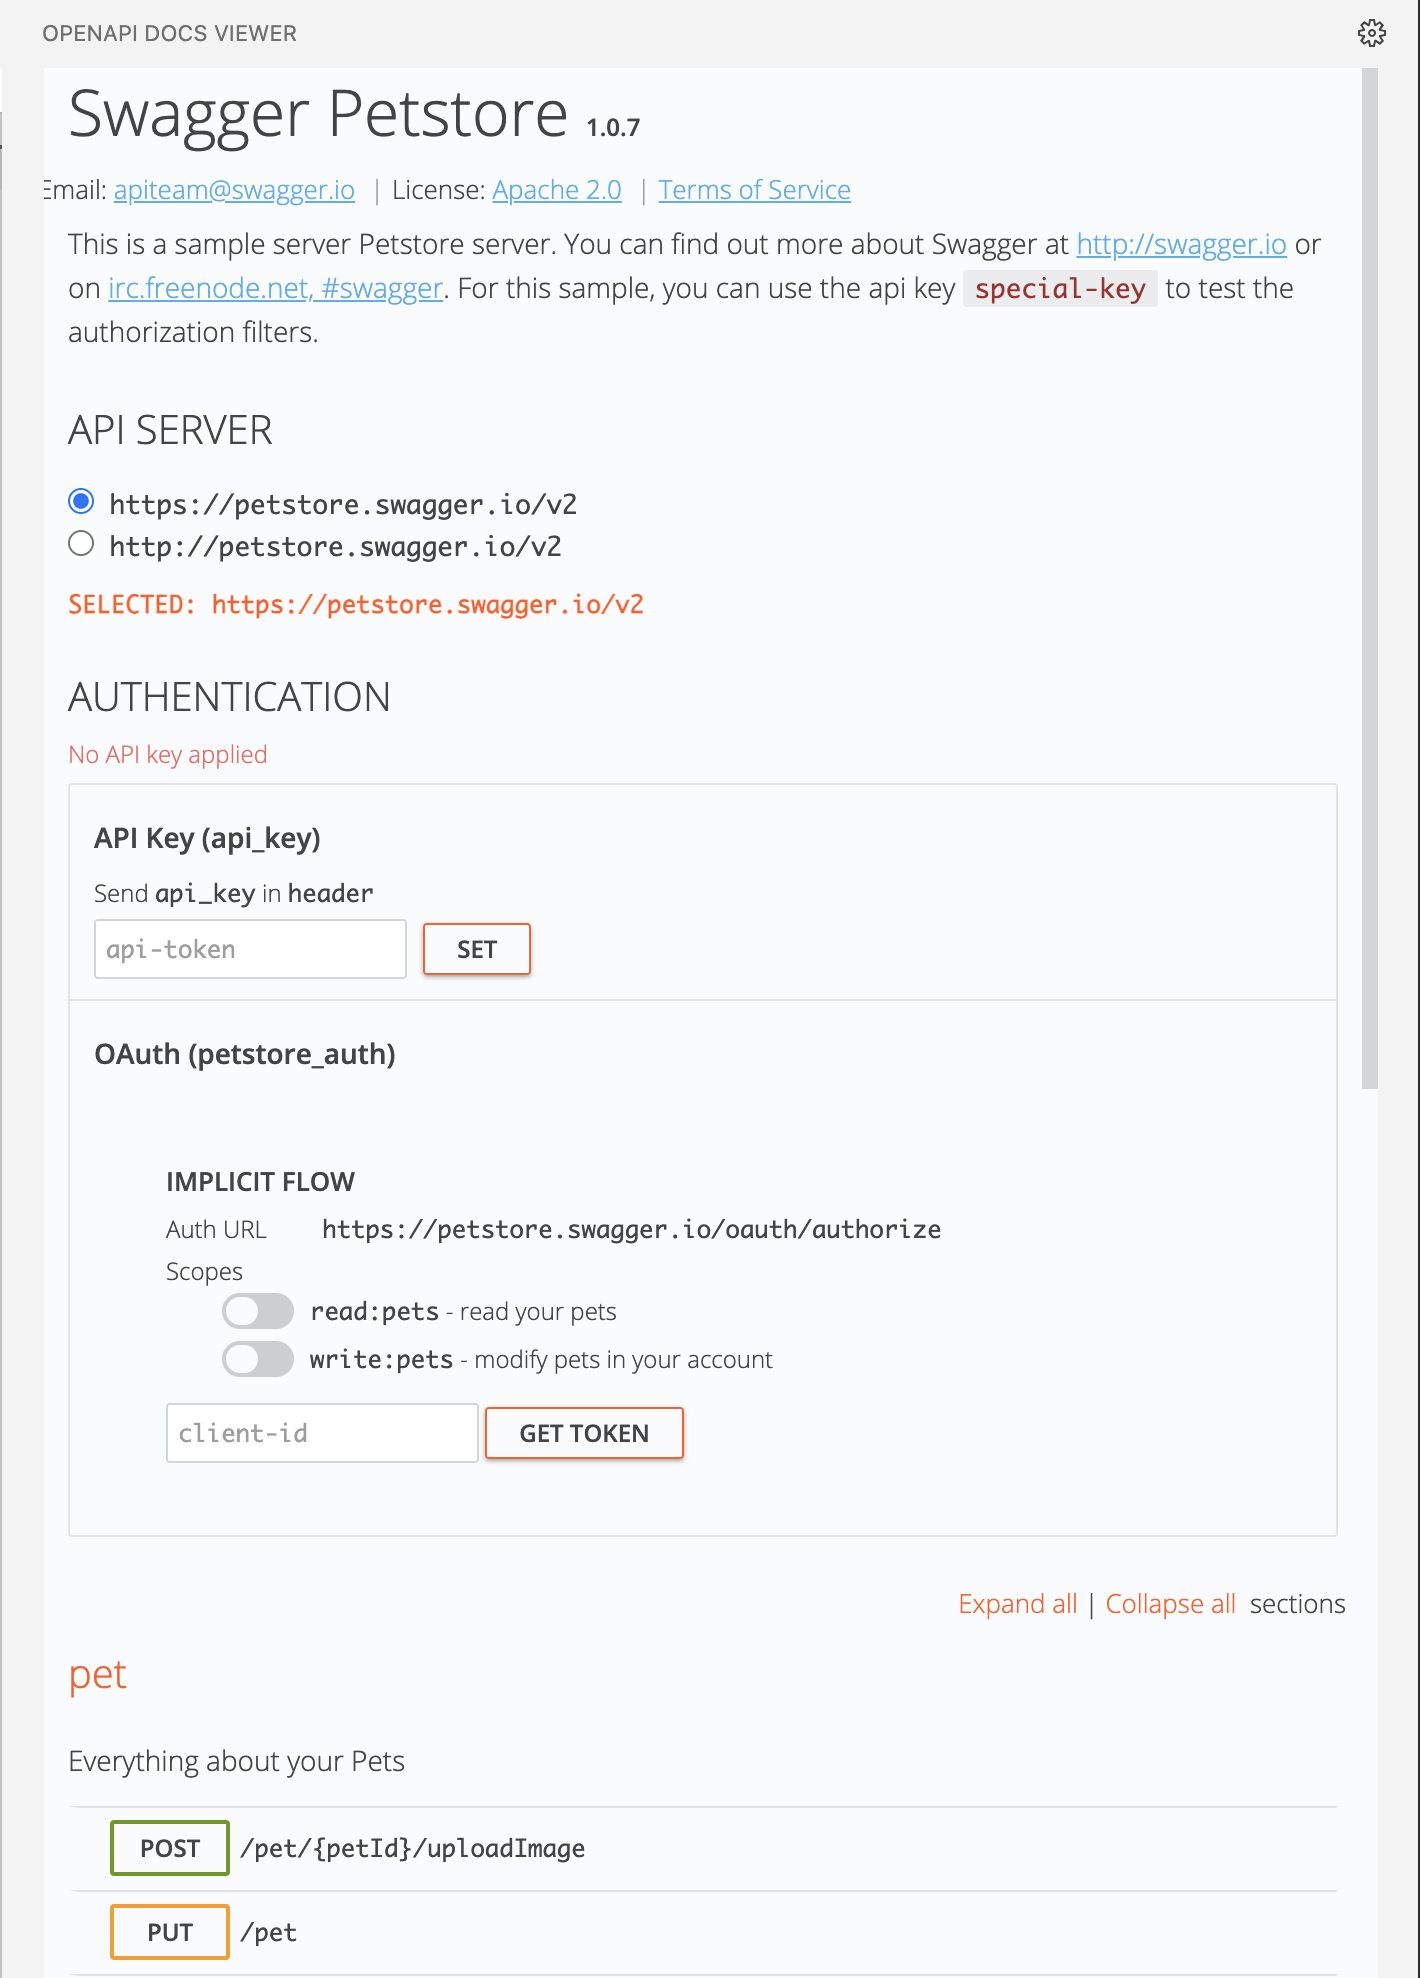 OPENAPI DOCS VIEWER
Swagger Petstore 1.0.7
Email: apiteam@swagger.io | License: Apache 2.0 | Terms of Service
This is a sample server Petstore server. You can find out more about Swagger at http://swagger.io or
on irc.freenode.net, #swagger. For this sample, you can use the api key special-key to test the
authorization filters.
API SERVER
https://petstore.swagger.io/v2
http://petstore.swagger.io/v2
SELECTED: https://petstore.swagger.io/v2
AUTHENTICATION
No API key applied
API Key (api_key)
Send api_key in header
api-token SET
OAuth (petstore_auth)
IMPLICIT FLOW
Auth URL https://petstore.swagger.io/oauth/authorize
Scopes
read:pets - read your pets
write:pets - modify pets in your account
client-id GET TOKEN
Expand all | Collapse all sections
pet
Everything about your Pets
POST /pet/{petId}/uploadImage
PUT /pet